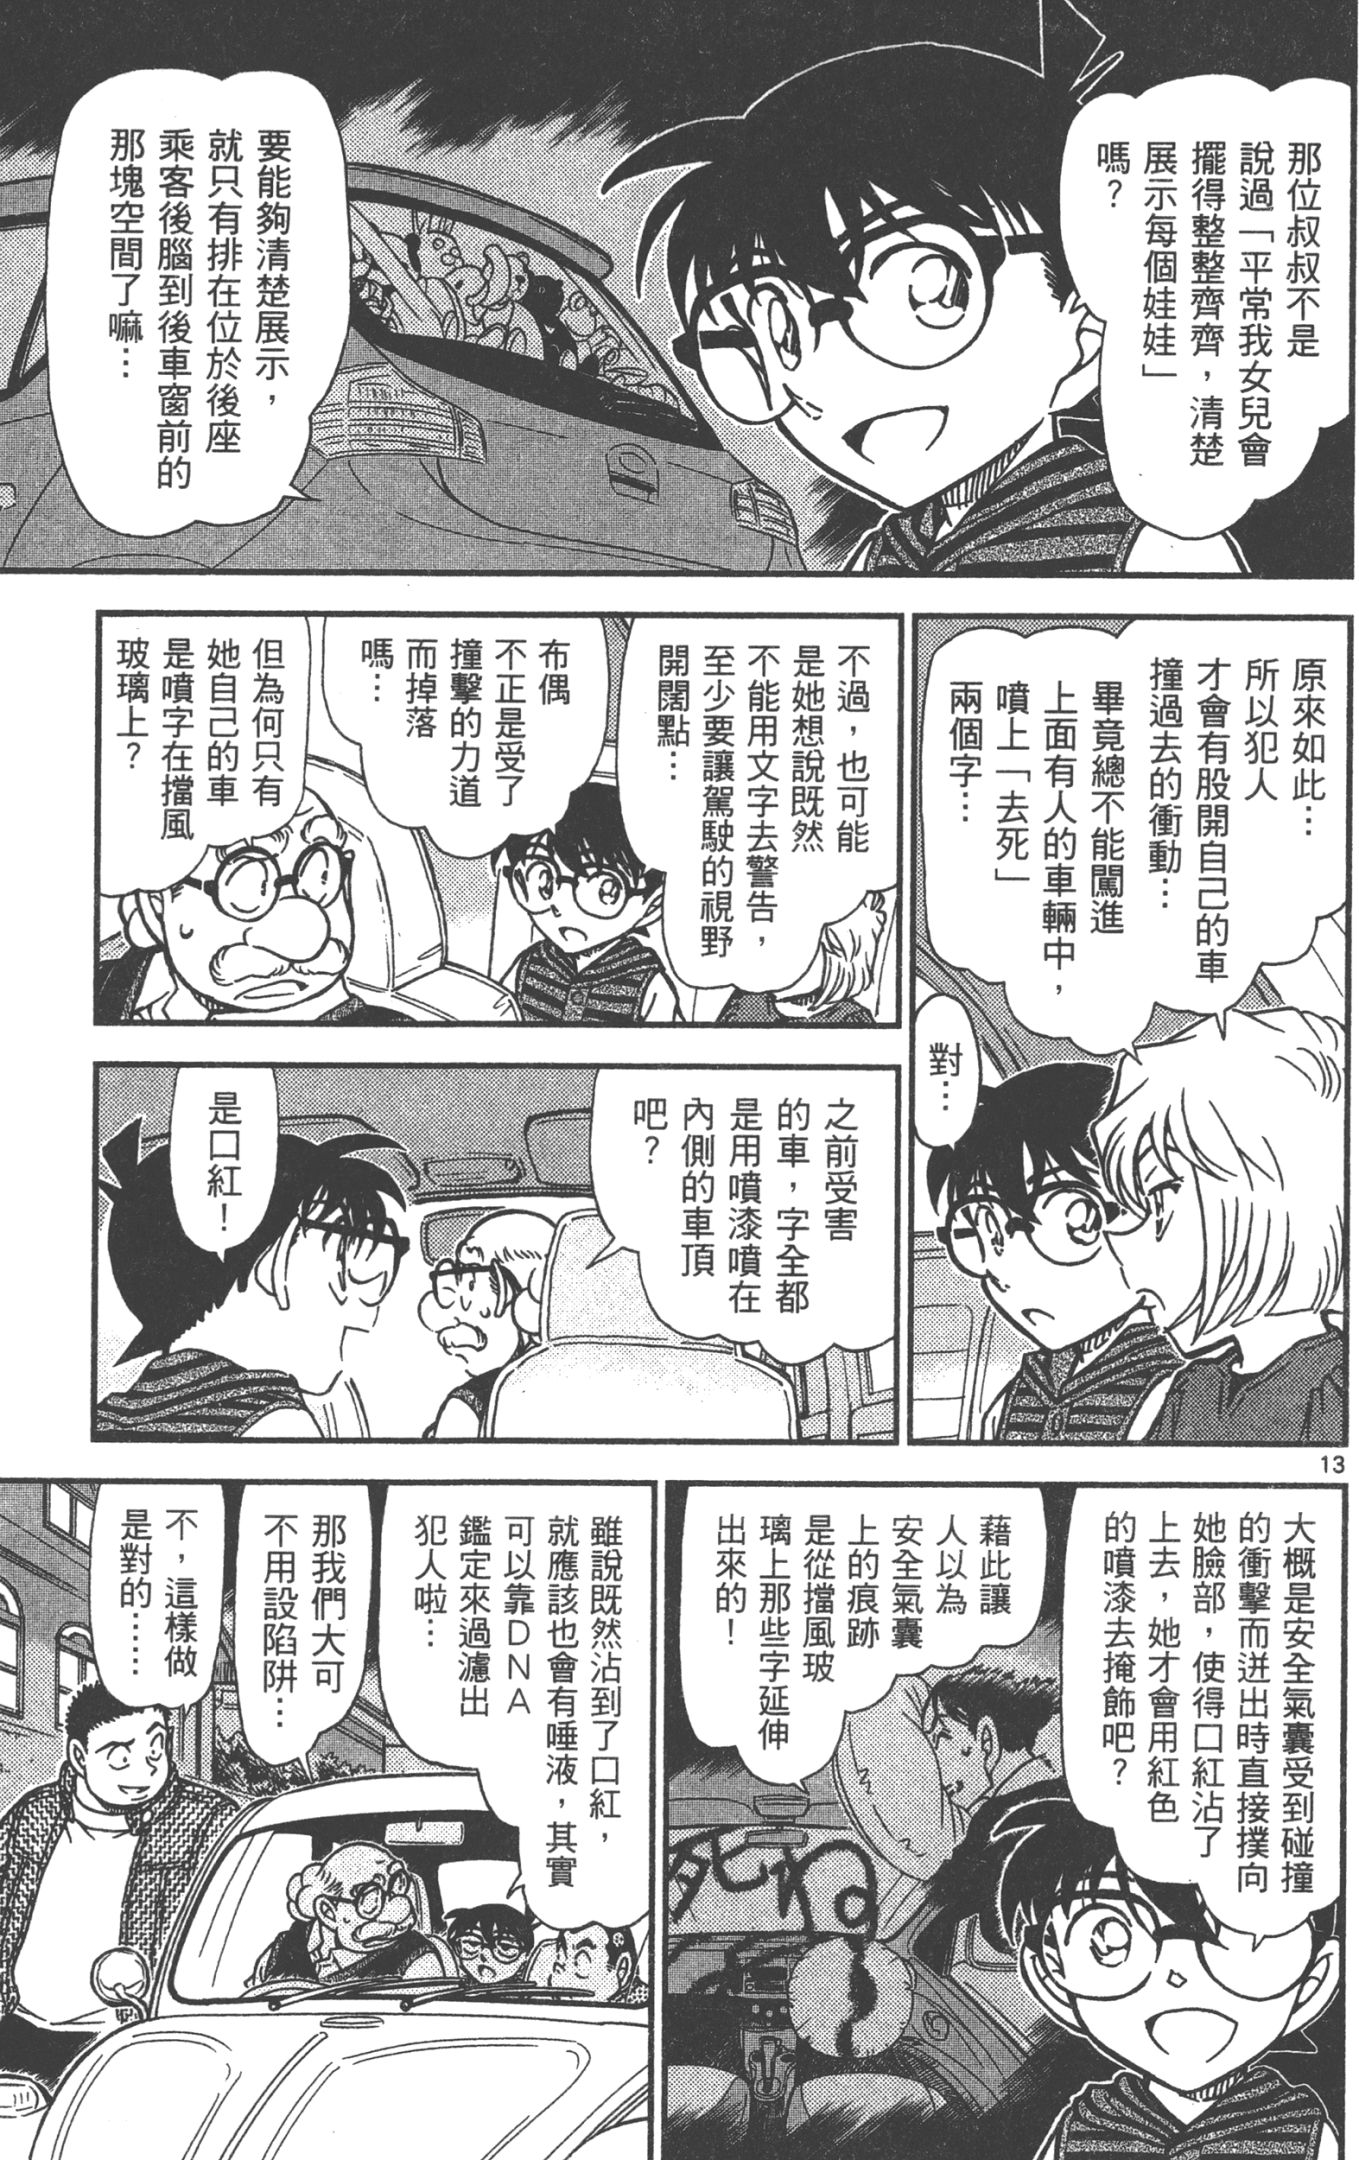 那位叔叔不是
說過「平常我女兒會
擺得整整齊齊，清楚
展示每個娃娃」
嗎？
要能夠清楚展示，
就只有排在位於後座
乘客後腦到後車窗前的
那塊空間了嘛…
原來如此…
所以犯人
才會有股開自己的車
撞過去的衝動…
畢竟總不能闖進
上面有人的車輛中，
噴上「去死」
兩個字…
對…
不過，也可能
是她想說既然
不能用文字去警告，
至少要讓駕駛的視野
開闊點…
布偶
不正是受了
撞擊的力道
而掉落
嗎…
但為何只有
她自己的車
是噴字在擋風
玻璃上？
之前受害
的車，字全都
是用噴漆噴在
內側的車頂
吧？
是口紅！
13
大概是安全氣囊受到碰撞
的衝擊而迸出時直接撲向
她臉部，使得口紅沾了
上去，她才會用紅色
的噴漆去掩飾吧？
藉此讓
人以為
安全氣囊
上的痕跡
是從擋風玻
璃上那些字延伸
出來的！
死ね
雖說既然沾到了口紅，
就應該也會有唾液，其實
可以靠ＤＮＡ
鑑定來過濾出
犯人啦…
那我們大可
不用設陷阱…
不，這樣做
是對的……